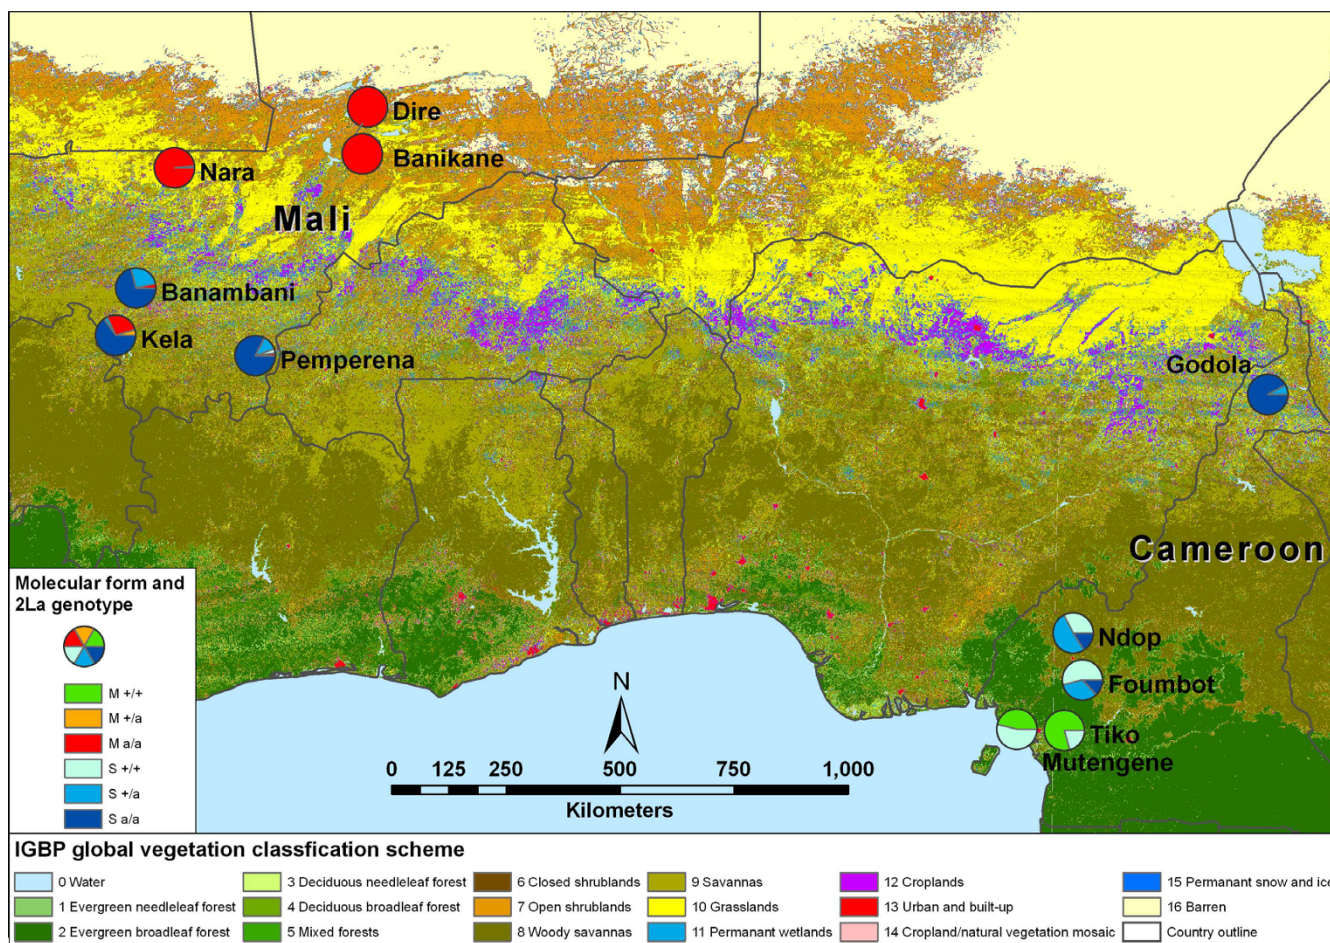 Dire
Banikane
Nara
Mali
Banambani
Kela
Pemperena
Godola
Cameroon
Ndop
Foumbot
Tiko
Mutengene
N
0 125 250 500 750 1,000
Kilometers
Molecular form and
2La genotype
M +/+
M +/a
M a/a
S +/+
S +/a
S a/a
IGBP global vegetation classfication scheme
0 Water
1 Evergreen needleleaf forest
2 Evergreen broadleaf forest
3 Deciduous needleleaf forest
4 Deciduous broadleaf forest
5 Mixed forests
6 Closed shrublands
7 Open shrublands
8 Woody savannas
9 Savannas
10 Grasslands
11 Permanant wetlands
12 Croplands
13 Urban and built-up
14 Cropland/natural vegetation mosaic
15 Permanant snow and ice
16 Barren
Country outline